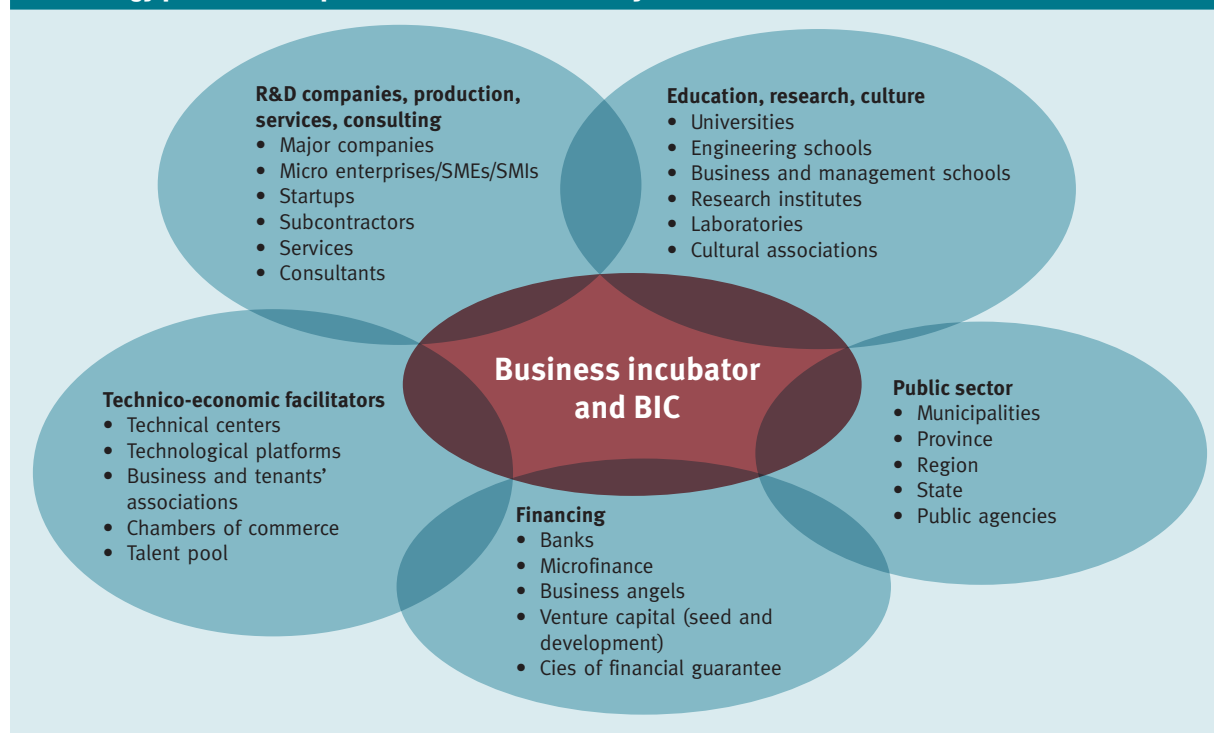 R&D companies, production,
services, consulting
• Major companies
• Micro enterprises/SMEs/SMIs
• Startups
• Subcontractors
• Services
• Consultants
Education, research, culture
• Universities
• Engineering schools
• Business and management schools
• Research institutes
• Laboratories
• Cultural associations
Business incubator
and BIC
Technico-economic facilitators
• Technical centers
• Technological platforms
• Business and tenants'
associations
• Chambers of commerce
• Talent pool
Public sector
• Municipalities
• Province
• Region
• State
• Public agencies
Financing
• Banks
• Microfinance
• Business angels
• Venture capital (seed and
development)
• Cies of financial guarantee